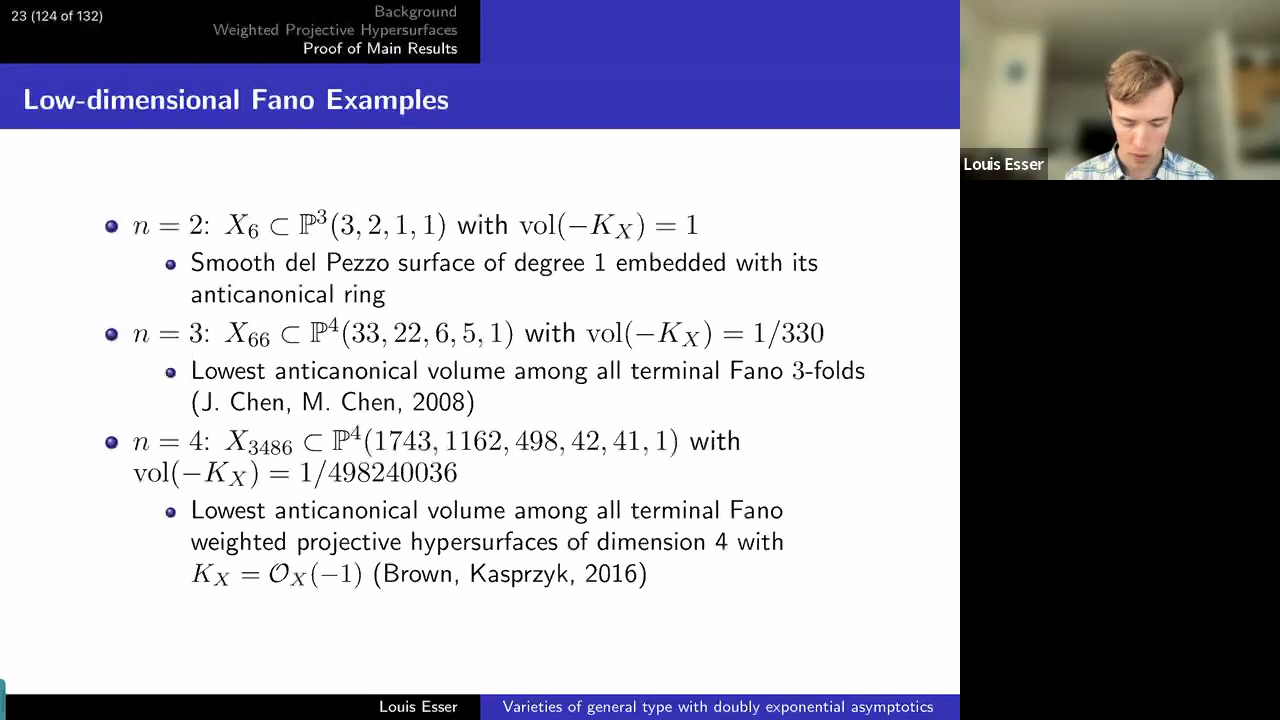 23 (124 of 132)
Background
Weighted Projective Hypersurfaces
Proof of Main Results
Low-dimensional Fano Examples
n = 2: X_6 ⊂ ℙ^3(3, 2, 1, 1) with vol(−K_X) = 1
Smooth del Pezzo surface of degree 1 embedded with its
anticanonical ring
n = 3: X_66 ⊂ ℙ^4(33, 22, 6, 5, 1) with vol(−K_X) = 1/330
Lowest anticanonical volume among all terminal Fano 3-folds
(J. Chen, M. Chen, 2008)
n = 4: X_3486 ⊂ ℙ^4(1743, 1162, 498, 42, 41, 1) with
vol(−K_X) = 1/498240036
Lowest anticanonical volume among all terminal Fano
weighted projective hypersurfaces of dimension 4 with
K_X = 𝒪_X(−1) (Brown, Kasprzyk, 2016)
Louis Esser
Varieties of general type with doubly exponential asymptotics
Louis Esser